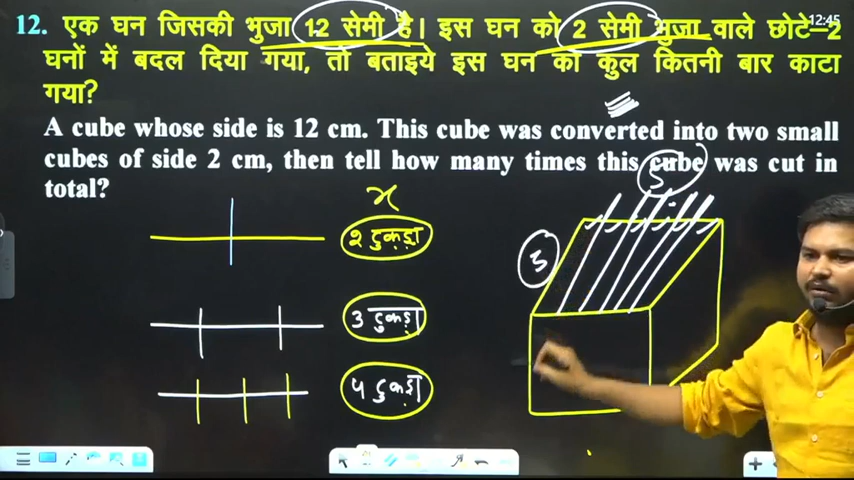 12:45
12. एक घन जिसकी भुजा 12 सेमी है। इस घन को 2 सेमी भुजा वाले छोटे-2
घनों में बदल दिया गया, तो बताइये इस घन को कुल कितनी बार काटा
गया?
A cube whose side is 12 cm. This cube was converted into two small
cubes of side 2 cm, then tell how many times this cube was cut in
total?
x
5
2 टुकड़ा
5
3 टुकड़ा
4 टुकड़ा